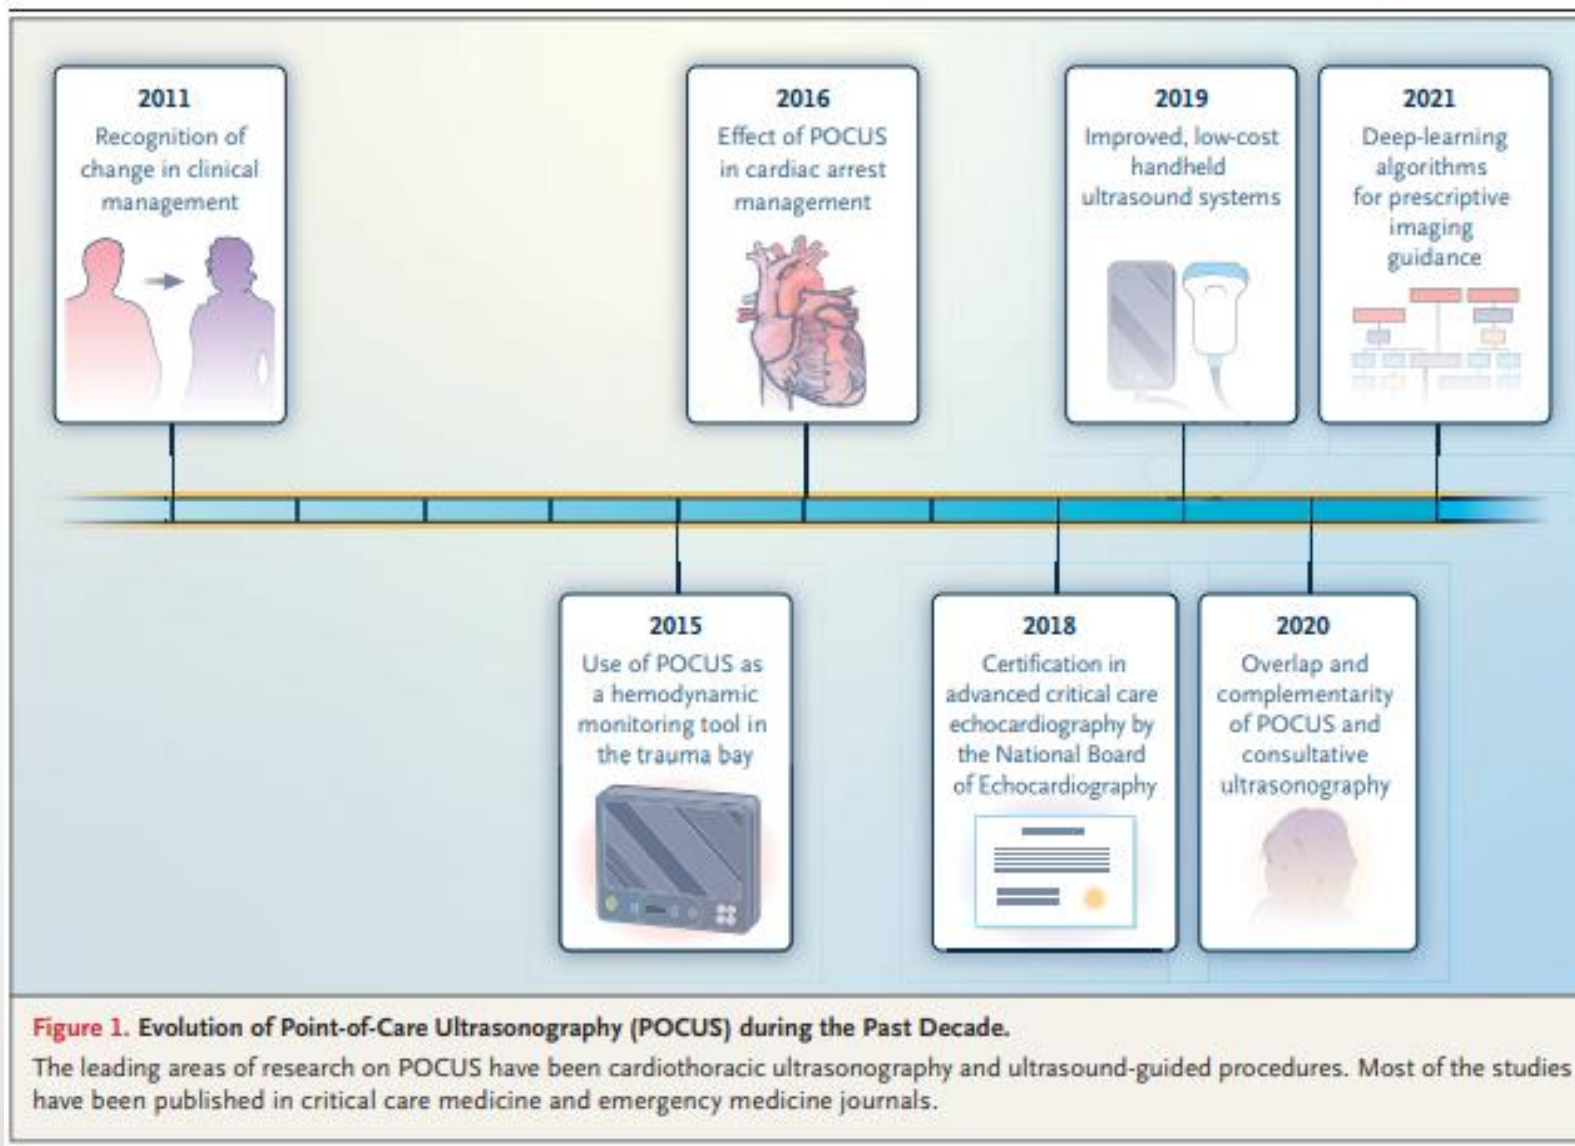 2011
Recognition of
change in clinical
management
2016
Effect of POCUS
in cardiac arrest
management
2019
Improved, low-cost
handheld
ultrasound systems
2021
Deep-learning
algorithms
for prescriptive
imaging
guidance
2015
Use of POCUS as
a hemodynamic
monitoring tool in
the trauma bay
2018
Certification in
advanced critical care
echocardiography by
the National Board
of Echocardiography
2020
Overlap and
complementarity
of POCUS and
consultative
ultrasonography
Figure 1. Evolution of Point-of-Care Ultrasonography (POCUS) during the Past Decade.
The leading areas of research on POCUS have been cardiothoracic ultrasonography and ultrasound-guided procedures. Most of the studies
have been published in critical care medicine and emergency medicine journals.